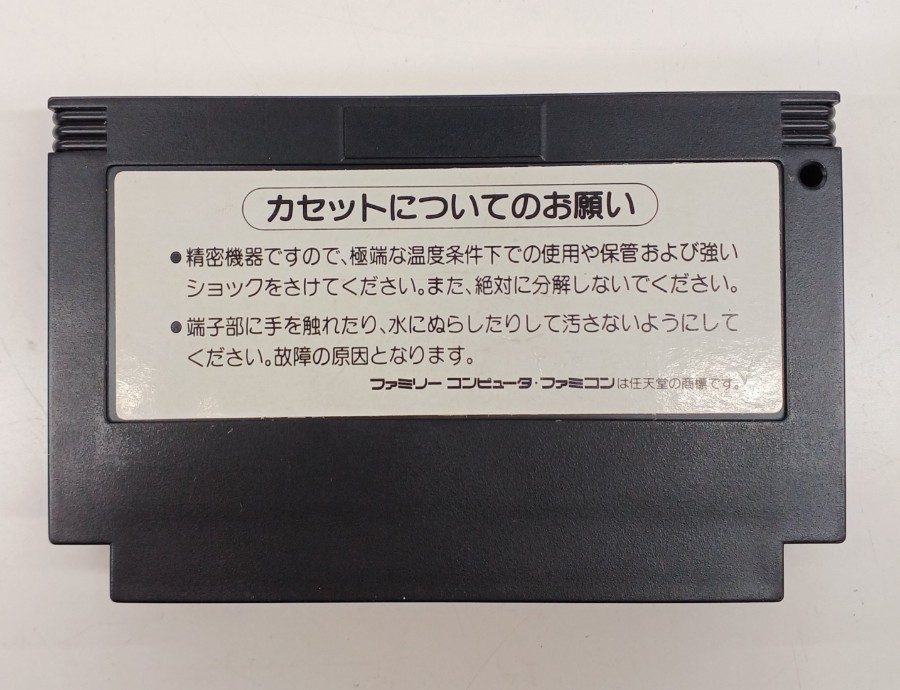 カセットについてのお願い
●精密機器ですので、極端な温度条件下での使用や保管および強い
ショックをさけてください。また、絶対に分解しないでください。
●端子部に手を触れたり、水にぬらしたりして汚さないようにして
ください。故障の原因となります。
ファミリー コンピュータ・ファミコンは任天堂の商標です。